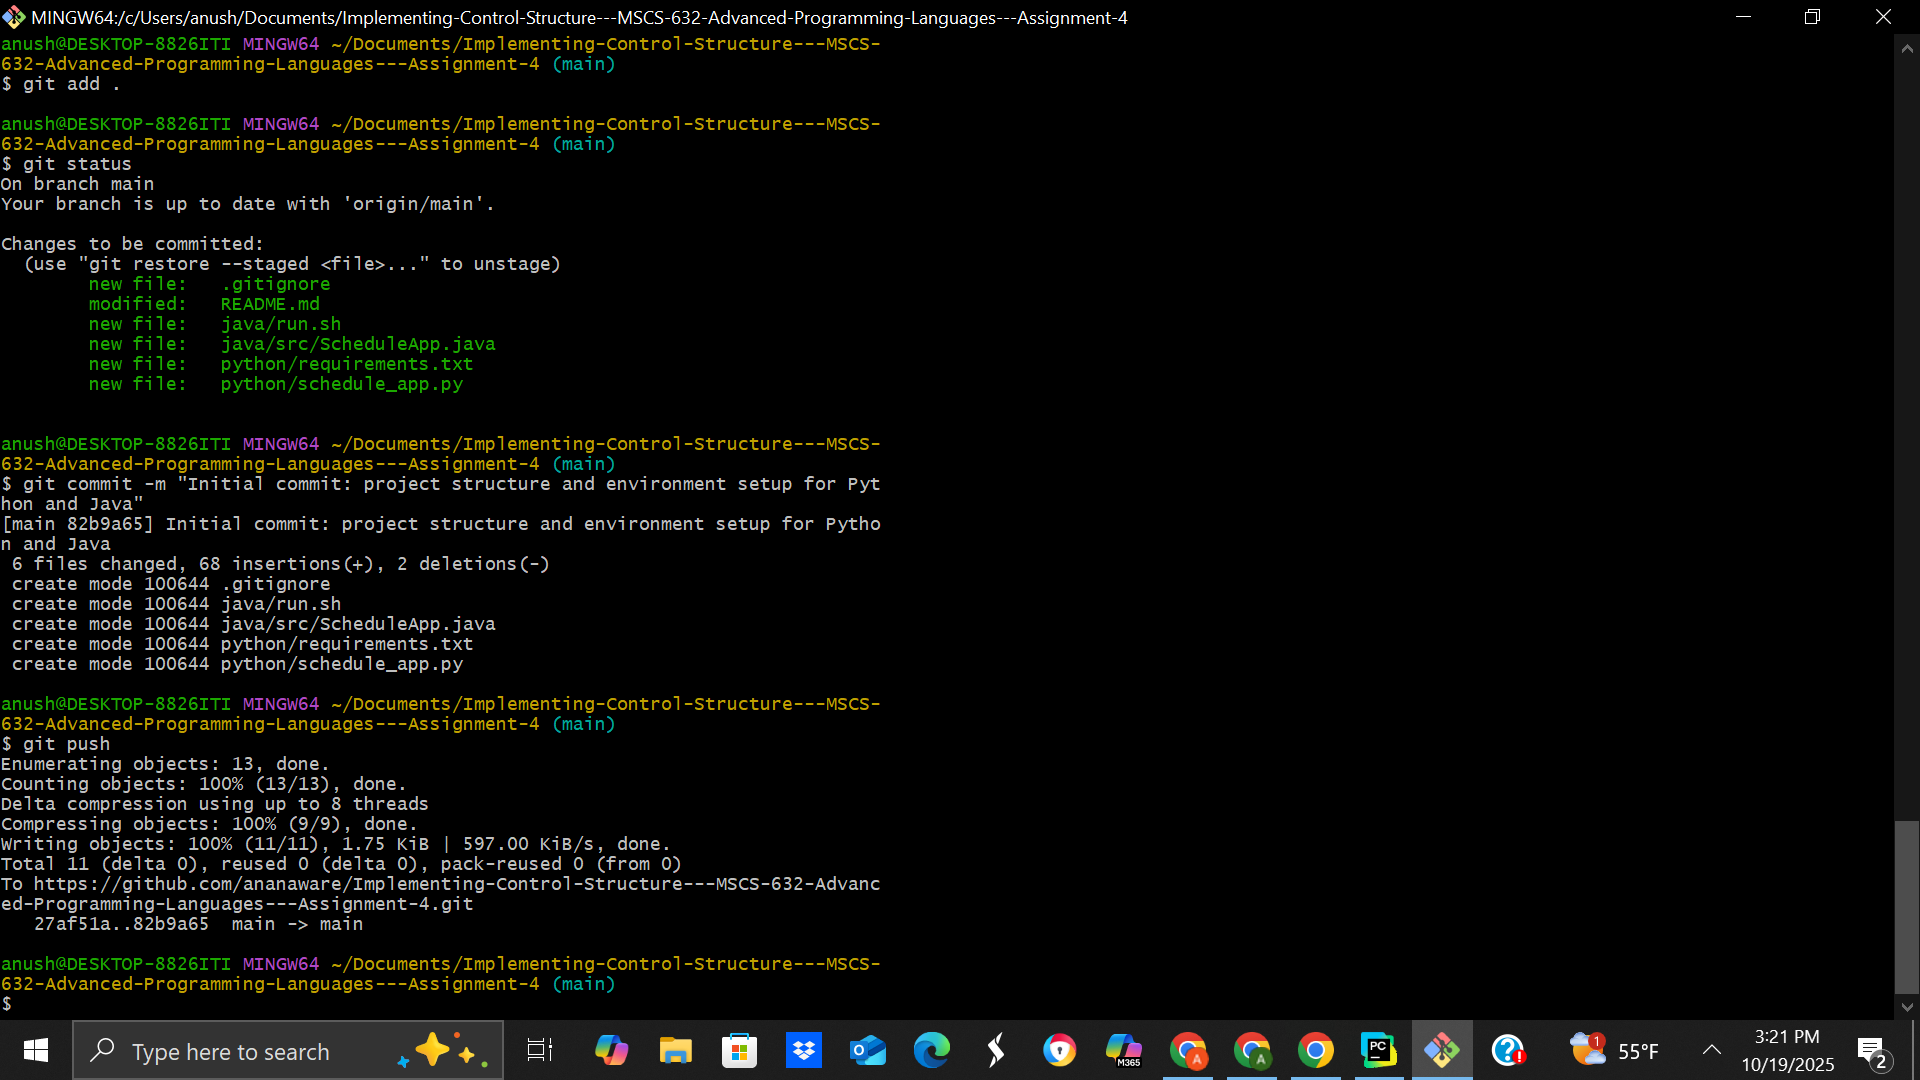 MINGW64:/c/Users/anush/Documents/Implementing-Control-Structure---MSCS-632-Advanced-Programming-Languages---Assignment-4
anush@DESKTOP-8826ITI MINGW64 ~/Documents/Implementing-Control-Structure---MSCS-
632-Advanced-Programming-Languages---Assignment-4 (main)
$ git add .
anush@DESKTOP-8826ITI MINGW64 ~/Documents/Implementing-Control-Structure---MSCS-
632-Advanced-Programming-Languages---Assignment-4 (main)
$ git status
On branch main
Your branch is up to date with 'origin/main'.
Changes to be committed:
  (use "git restore --staged <file>..." to unstage)
        new file:   .gitignore
        modified:   README.md
        new file:   java/run.sh
        new file:   java/src/ScheduleApp.java
        new file:   python/requirements.txt
        new file:   python/schedule_app.py
anush@DESKTOP-8826ITI MINGW64 ~/Documents/Implementing-Control-Structure---MSCS-
632-Advanced-Programming-Languages---Assignment-4 (main)
$ git commit -m "Initial commit: project structure and environment setup for Pyt
hon and Java"
[main 82b9a65] Initial commit: project structure and environment setup for Pytho
n and Java
 6 files changed, 68 insertions(+), 2 deletions(-)
 create mode 100644 .gitignore
 create mode 100644 java/run.sh
 create mode 100644 java/src/ScheduleApp.java
 create mode 100644 python/requirements.txt
 create mode 100644 python/schedule_app.py
anush@DESKTOP-8826ITI MINGW64 ~/Documents/Implementing-Control-Structure---MSCS-
632-Advanced-Programming-Languages---Assignment-4 (main)
$ git push
Enumerating objects: 13, done.
Counting objects: 100% (13/13), done.
Delta compression using up to 8 threads
Compressing objects: 100% (9/9), done.
Writing objects: 100% (11/11), 1.75 KiB | 597.00 KiB/s, done.
Total 11 (delta 0), reused 0 (delta 0), pack-reused 0 (from 0)
To https://github.com/ananaware/Implementing-Control-Structure---MSCS-632-Advanc
ed-Programming-Languages---Assignment-4.git
   27af51a..82b9a65  main -> main
anush@DESKTOP-8826ITI MINGW64 ~/Documents/Implementing-Control-Structure---MSCS-
632-Advanced-Programming-Languages---Assignment-4 (main)
$
Type here to search
M365
A
A
PC
1
55°F
3:21 PM
10/19/2025
2